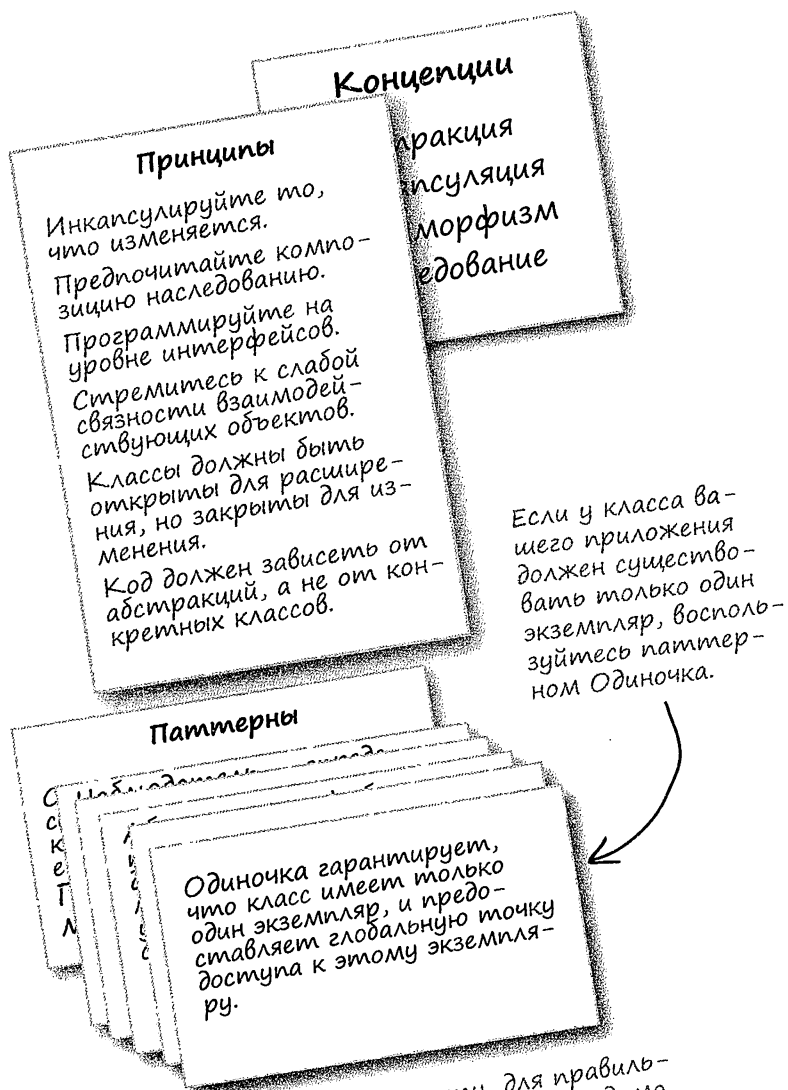 Концепции
пракция
псуляция
морфизм
едование
Принципы
Инкапсулируйте то,
что изменяется.
Предпочитайте компо-
зицию наследованию.
Программируйте на
уровне интерфейсов.
Стремитесь к слабой
связности взаимодей-
ствующих объектов.
Классы должны быть
открыты для расшире-
ния, но закрыты для из-
менения.
Код должен зависеть от
абстракций, а не от кон-
кретных классов.
Если у класса ва-
шего приложения
должен существо-
вать только один
экземпляр, восполь-
зуйтесь паттер-
ном Одиночка.
Паттерны
Одиночка гарантирует,
что класс имеет только
один экземпляр, и предо-
ставляет глобальную точку
доступа к этому экземпля-
ру.
для правиль-